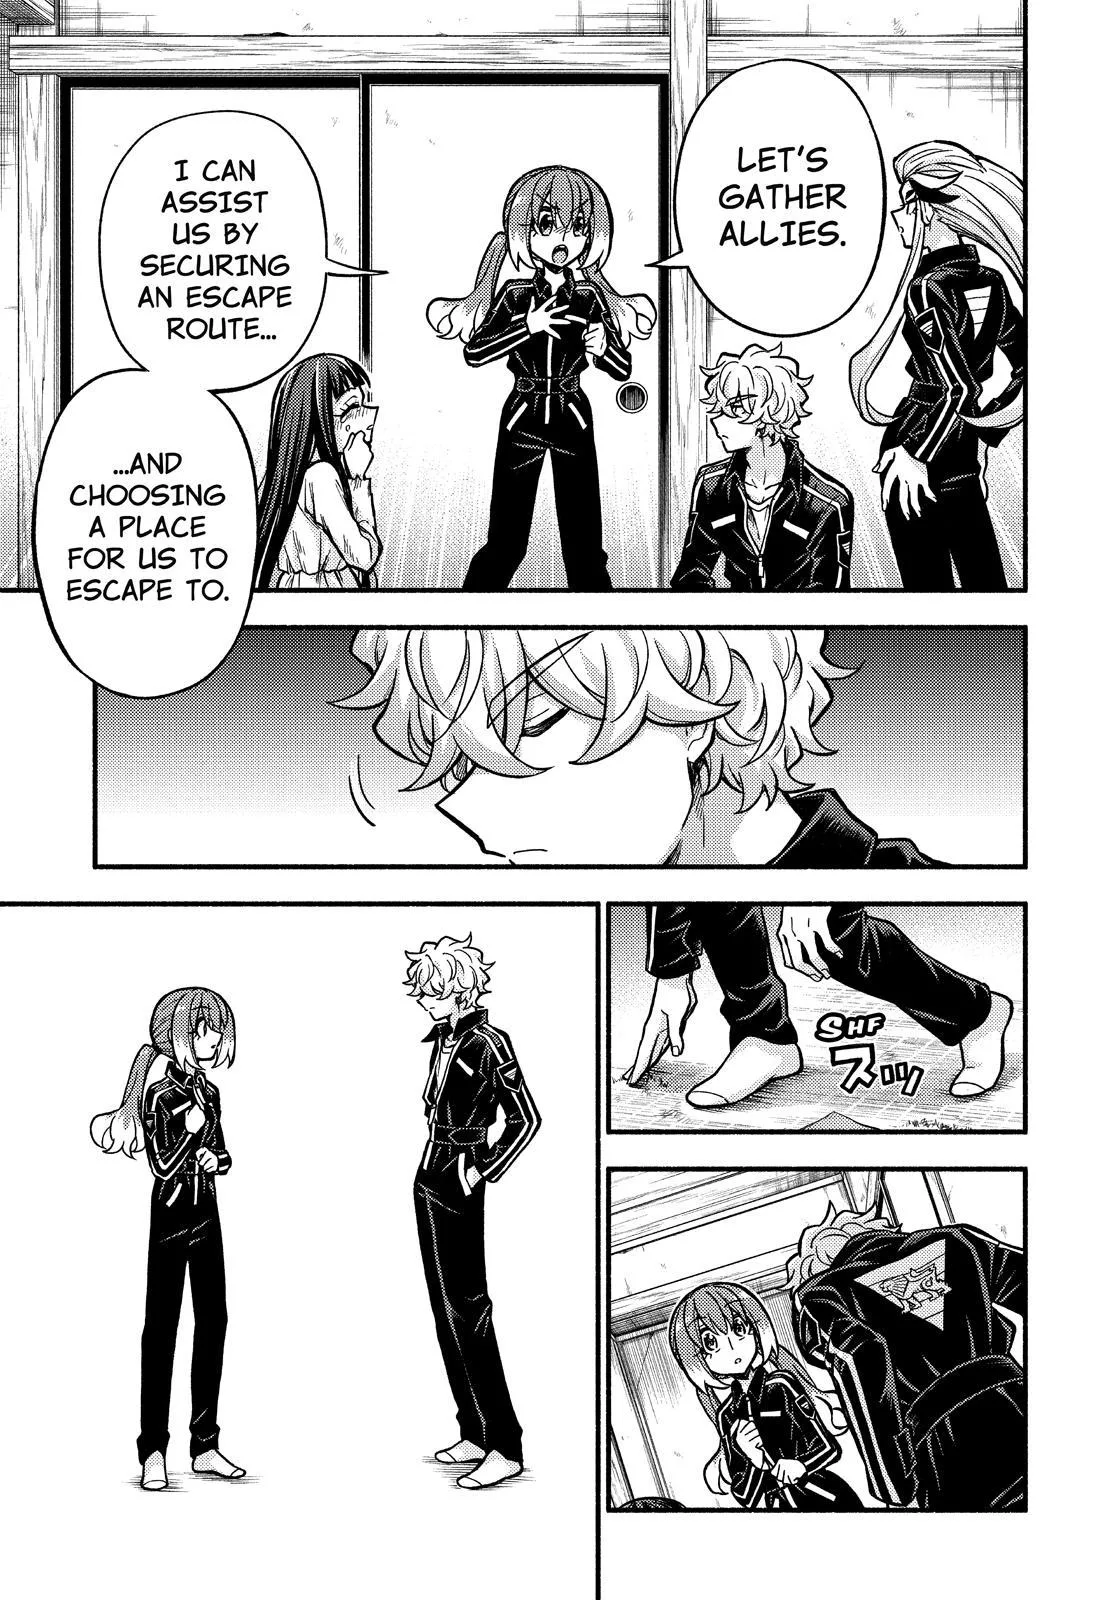 LET'S
GATHER
ALLIES.
I CAN
ASSIST
US BY
SECURING
AN ESCAPE
ROUTE...
...AND
CHOOSING
A PLACE
FOR US TO
ESCAPE TO.
SHF
ズッ